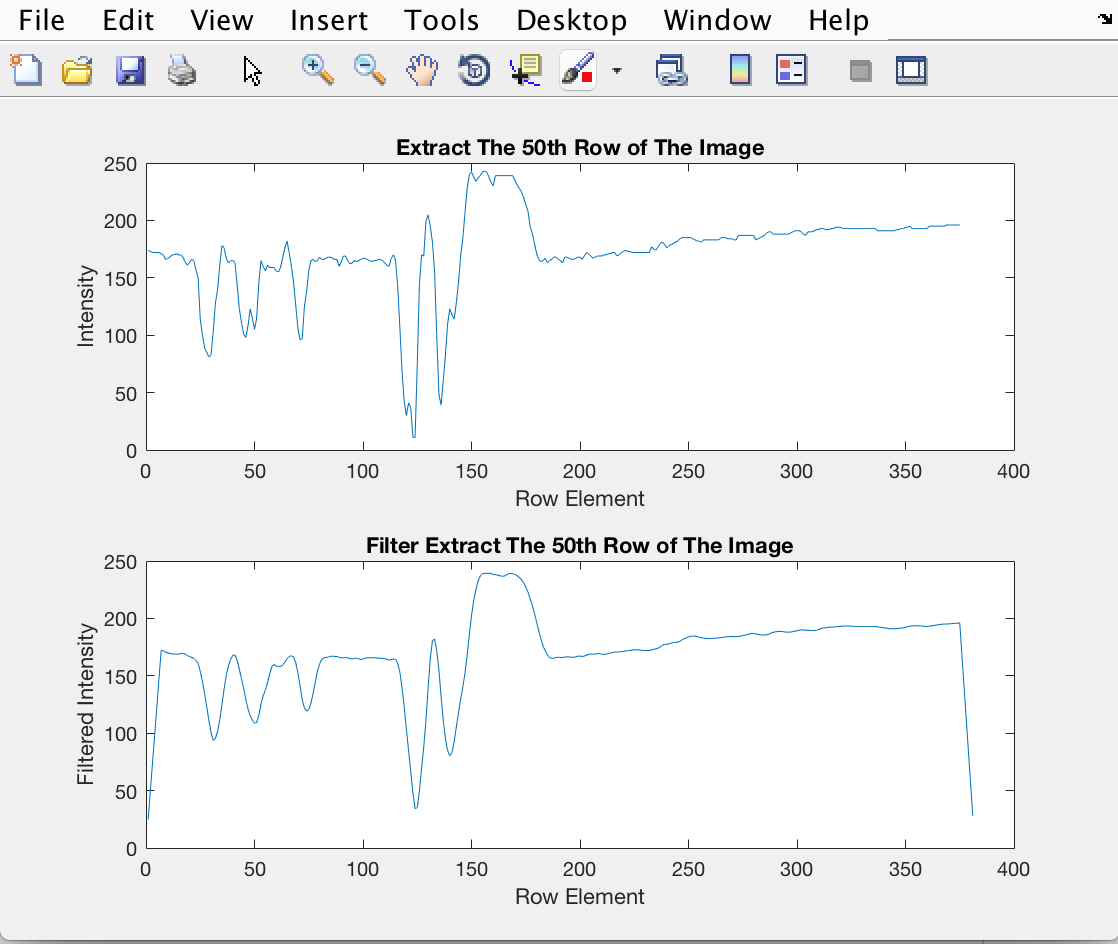 File Edit View Insert Tools Desktop Window Help
Extract The 50th Row of The Image
250
200
150
100
50
0
Intensity
0 50 100 150 200 250 300 350 400
Row Element
Filter Extract The 50th Row of The Image
250
200
150
100
50
0
Filtered Intensity
0 50 100 150 200 250 300 350 400
Row Element